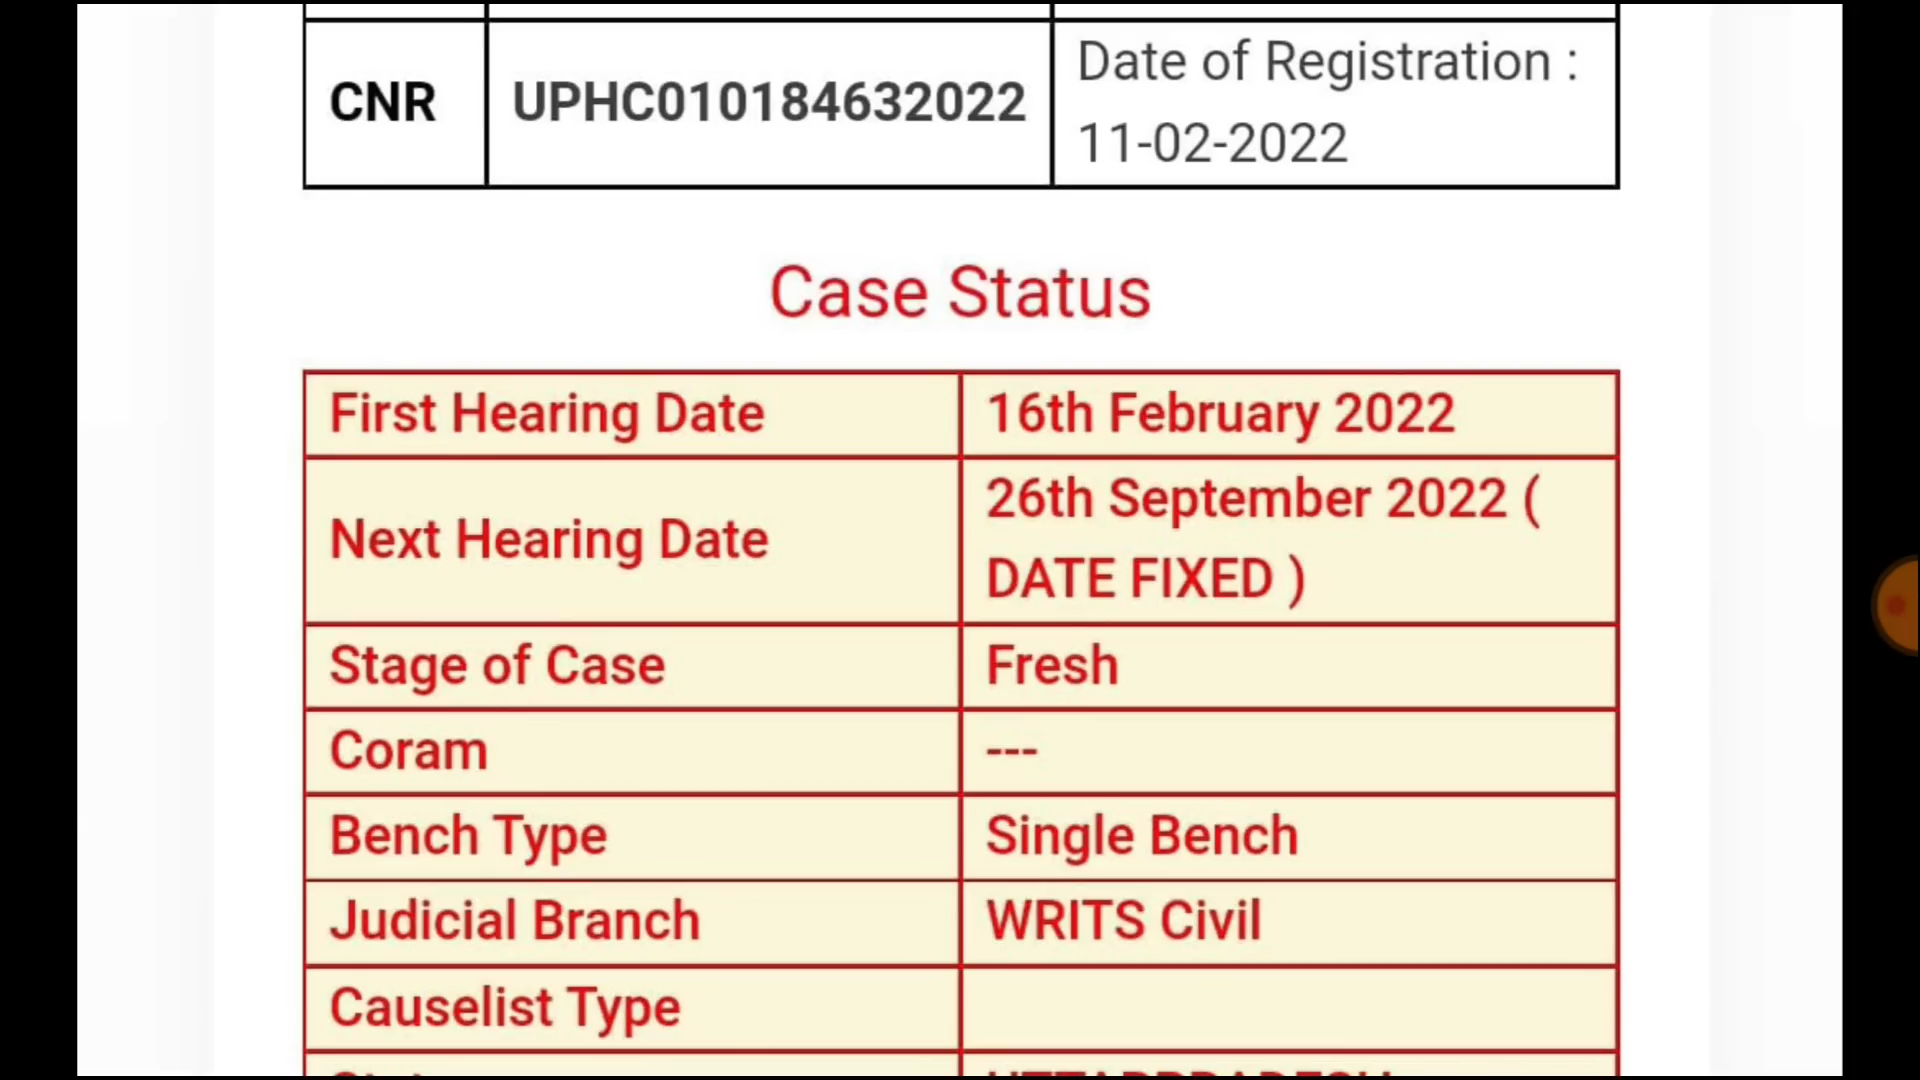 CNR
UPHC010184632022
Date of Registration :
11-02-2022
Case Status
First Hearing Date
16th February 2022
Next Hearing Date
26th September 2022 (
DATE FIXED )
Stage of Case
Fresh
Coram
---
Bench Type
Single Bench
Judicial Branch
WRITS Civil
Causelist Type